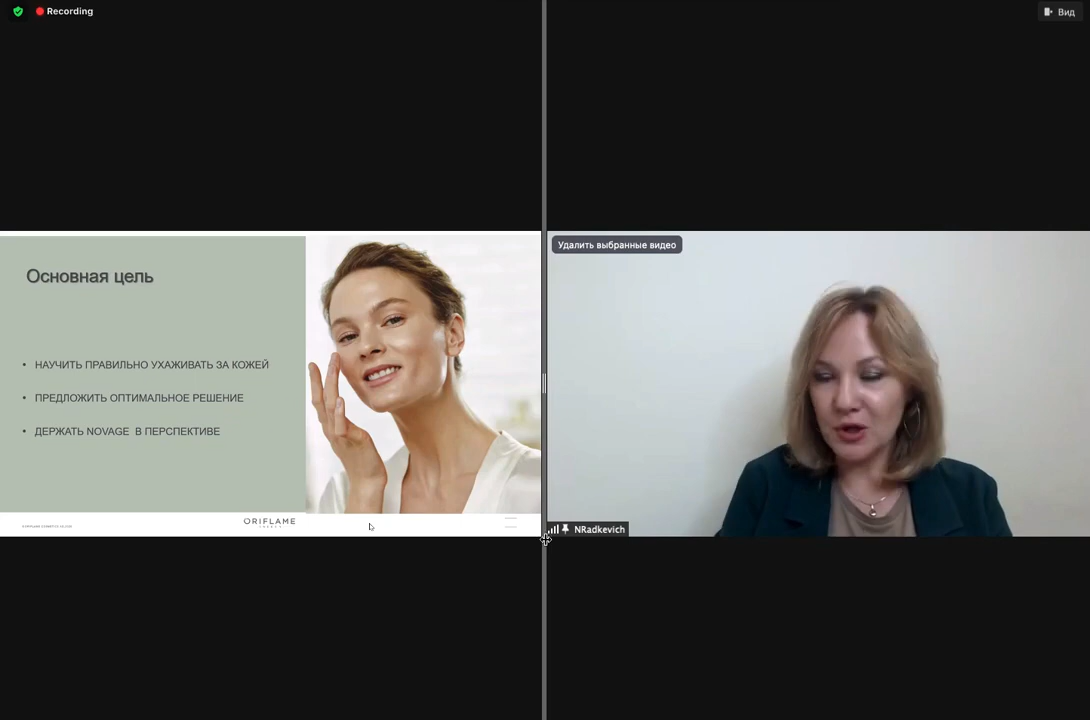 Recording
Вид
Удалить выбранные видео
Основная цель
• НАУЧИТЬ ПРАВИЛЬНО УХАЖИВАТЬ ЗА КОЖЕЙ
• ПРЕДЛОЖИТЬ ОПТИМАЛЬНОЕ РЕШЕНИЕ
• ДЕРЖАТЬ NOVAGE В ПЕРСПЕКТИВЕ
ORIFLAME
NRadkevich